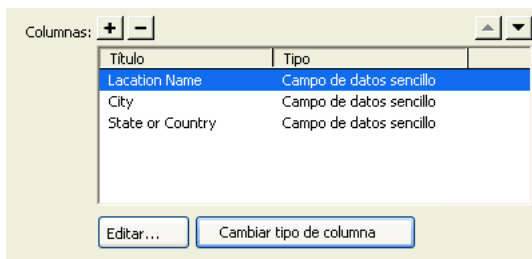 Columnas:
Título Tipo
Lacation Name Campo de datos sencillo
City Campo de datos sencillo
State or Country Campo de datos sencillo
Editar... Cambiar tipo de columna